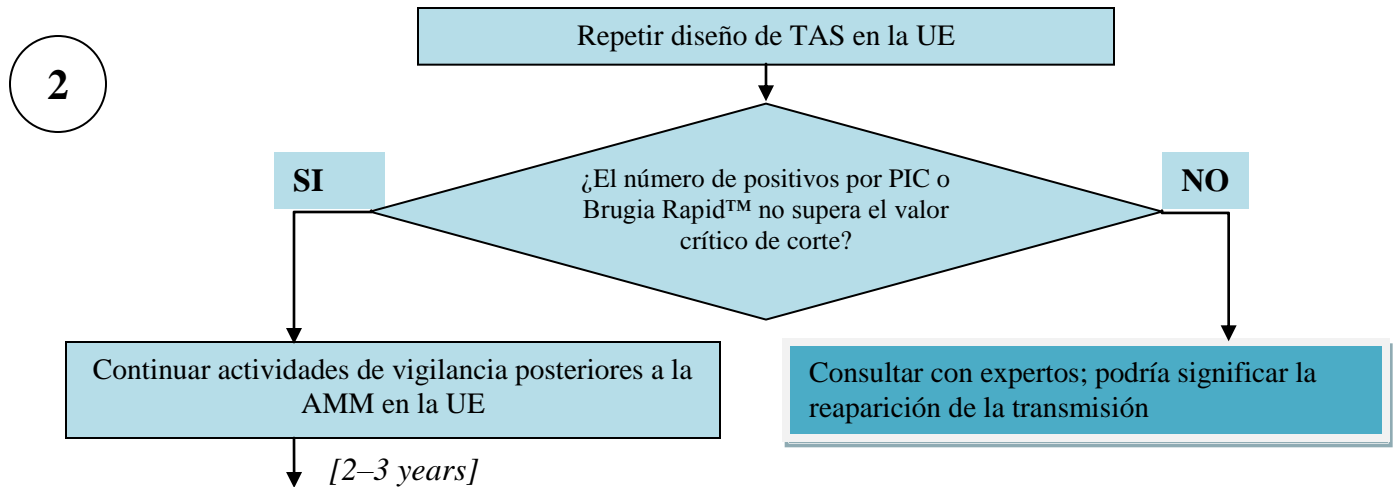 Repetir diseño de TAS en la UE
2
SI
NO
¿El número de positivos por PIC o
Brugia Rapid™ no supera el valor
crítico de corte?
Continuar actividades de vigilancia posteriores a la
AMM en la UE
Consultar con expertos; podría significar la
reaparición de la transmisión
[2–3 years]